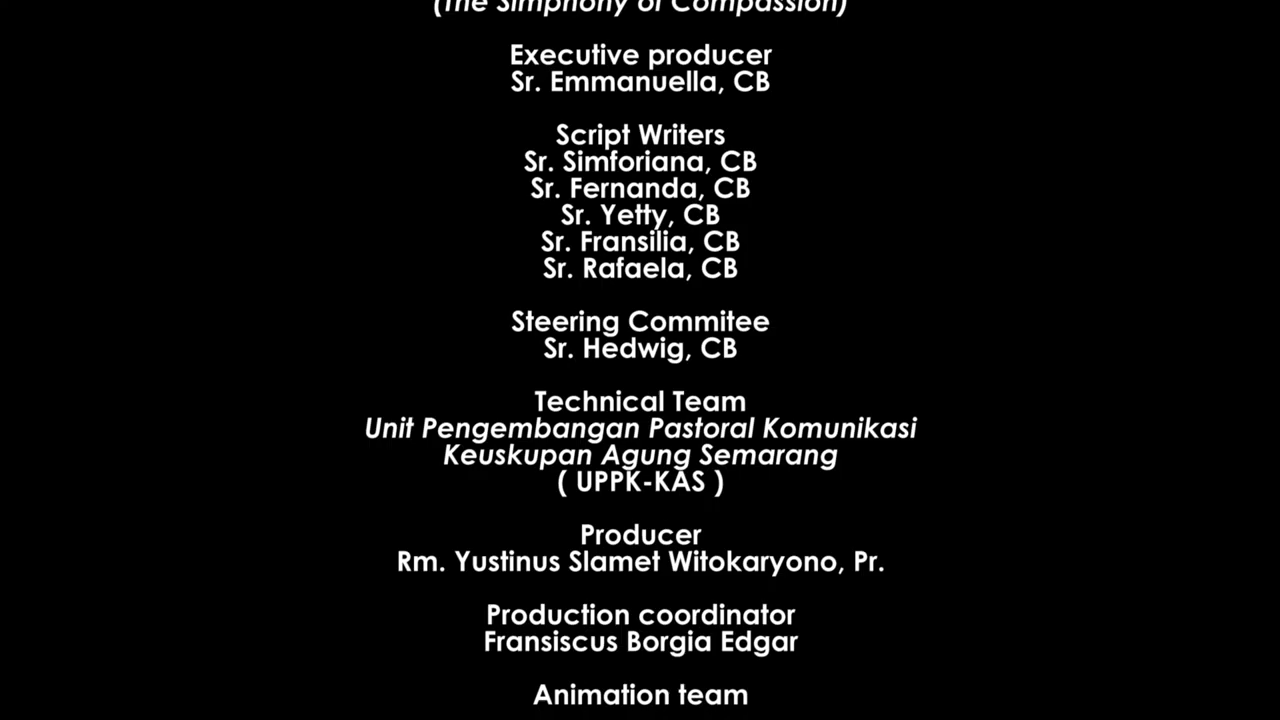 (The Simphony of Compassion)
Executive producer
Sr. Emmanuella, CB
Script Writers
Sr. Simforiana, CB
Sr. Fernanda, CB
Sr. Yetty, CB
Sr. Fransilia, CB
Sr. Rafaela, CB
Steering Commitee
Sr. Hedwig, CB
Technical Team
Unit Pengembangan Pastoral Komunikasi
Keuskupan Agung Semarang
( UPPK-KAS )
Producer
Rm. Yustinus Slamet Witokaryono, Pr.
Production coordinator
Fransiscus Borgia Edgar
Animation team